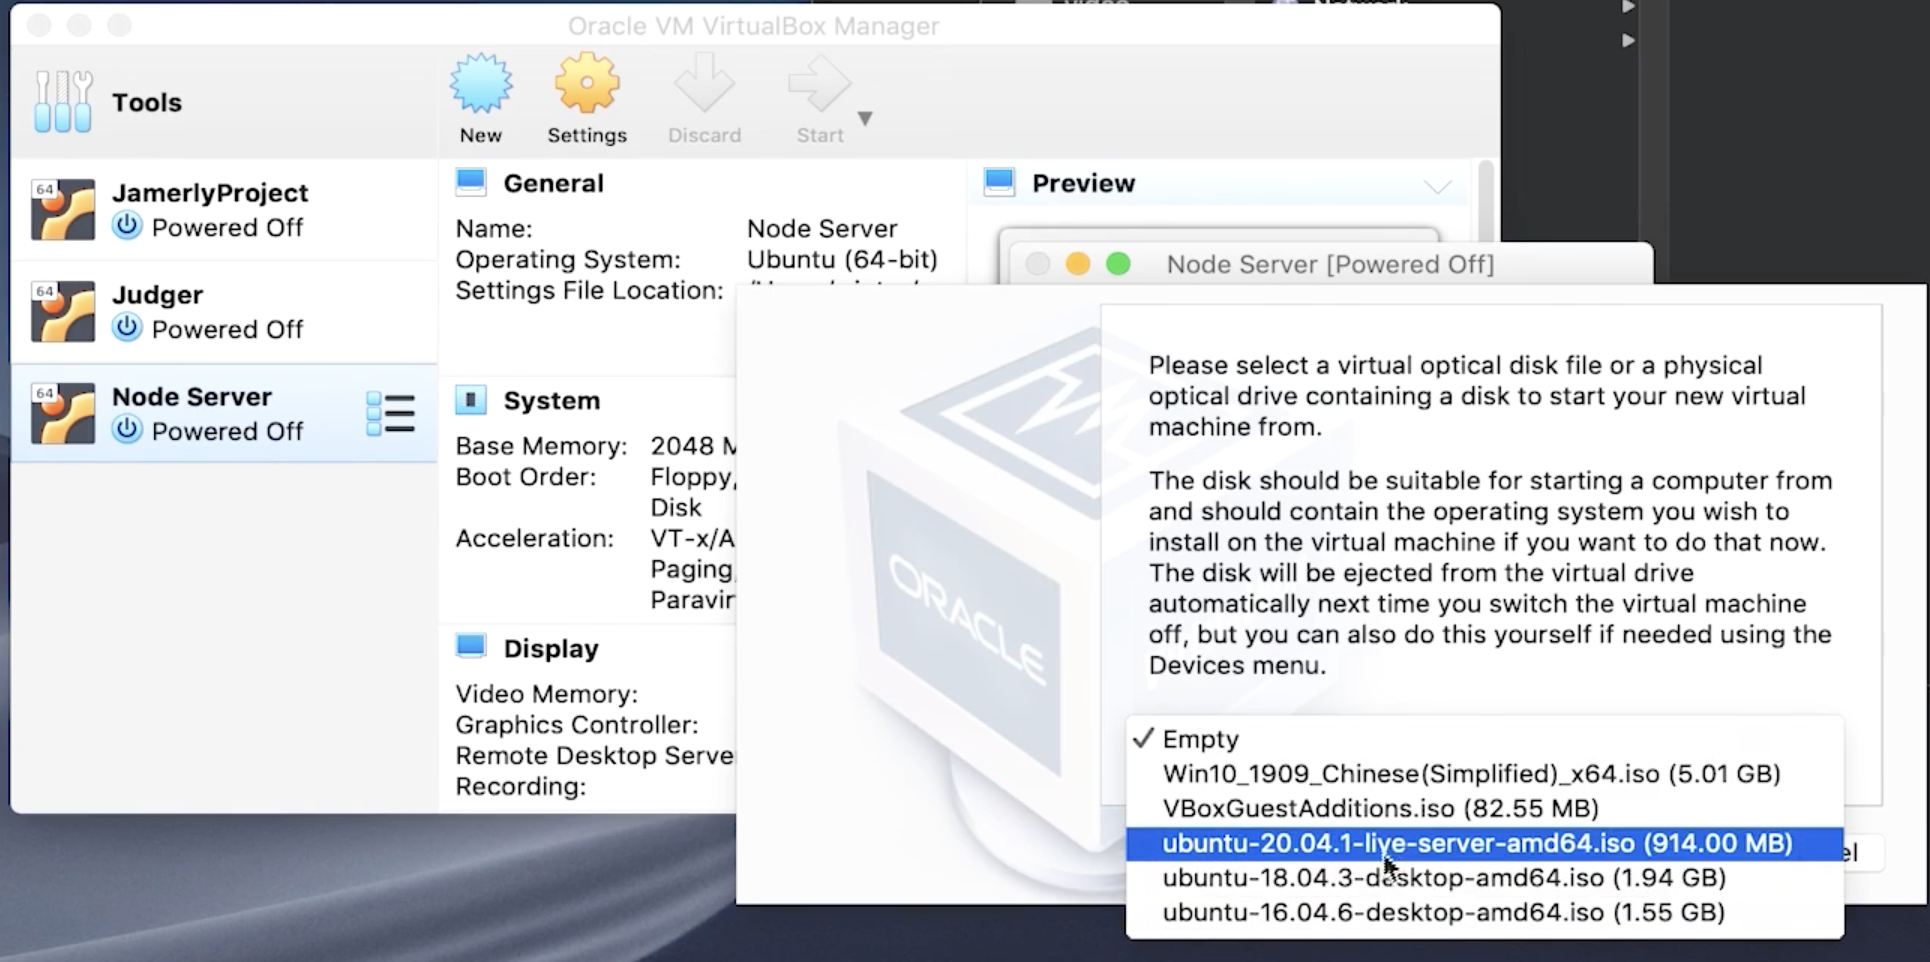 Oracle VM VirtualBox Manager
Tools
New
Settings
Discard
Start
64
JamerlyProject
Powered Off
64
Judger
Powered Off
64
Node Server
Powered Off
General
Name: Node Server
Operating System: Ubuntu (64-bit)
Settings File Location:
System
Base Memory: 2048 M
Boot Order: Floppy,
Disk
Acceleration: VT-x/A
Paging,
Paravir
Display
Video Memory:
Graphics Controller:
Remote Desktop Serve
Recording:
Preview
Node Server [Powered Off]
ORACLE
Please select a virtual optical disk file or a physical
optical drive containing a disk to start your new virtual
machine from.
The disk should be suitable for starting a computer from
and should contain the operating system you wish to
install on the virtual machine if you want to do that now.
The disk will be ejected from the virtual drive
automatically next time you switch the virtual machine
off, but you can also do this yourself if needed using the
Devices menu.
Empty
Win10_1909_Chinese(Simplified)_x64.iso (5.01 GB)
VBoxGuestAdditions.iso (82.55 MB)
ubuntu-20.04.1-live-server-amd64.iso (914.00 MB)
ubuntu-18.04.3-desktop-amd64.iso (1.94 GB)
ubuntu-16.04.6-desktop-amd64.iso (1.55 GB)
el